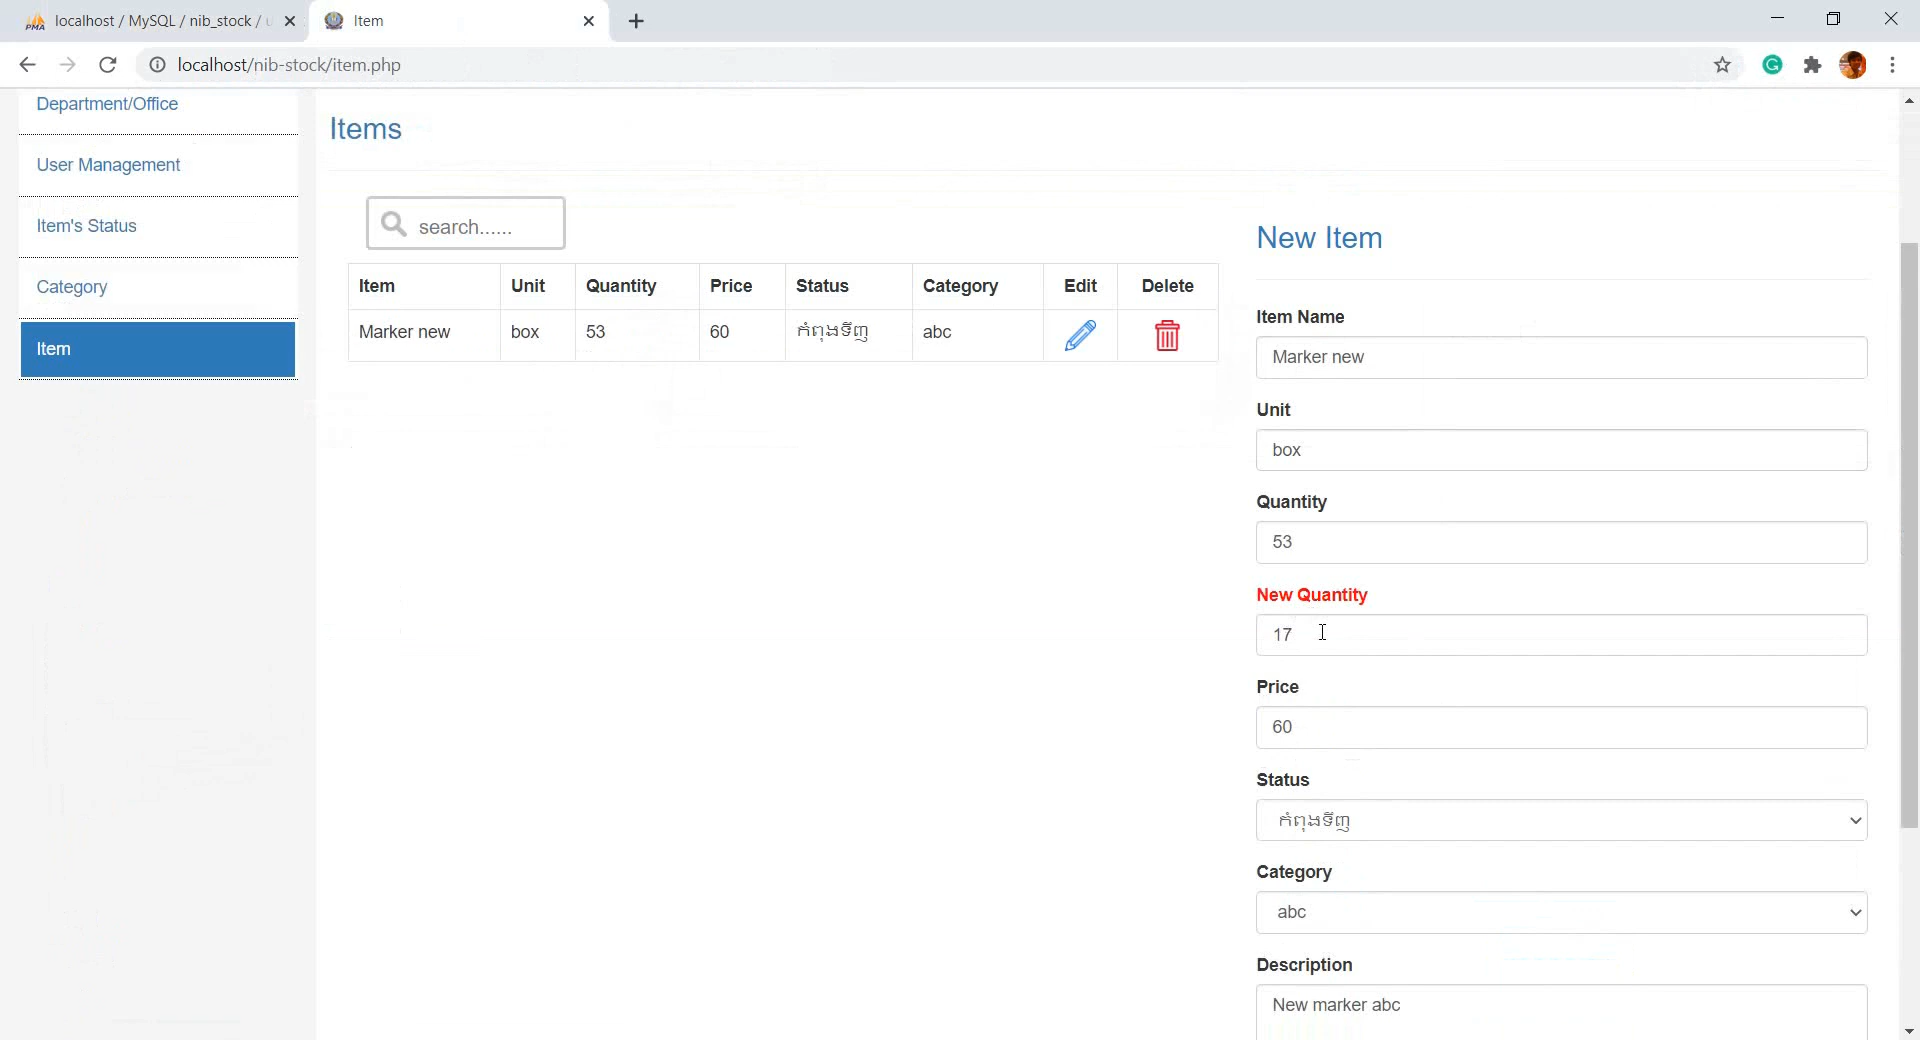 localhost / MySQL / nib_stock / u
Item
localhost/nib-stock/item.php
Department/Office
User Management
Item's Status
Category
Item
Items
search......
Item Unit Quantity Price Status Category Edit Delete
Marker new box 53 60 កំពុងទិញ abc
New Item
Item Name
Marker new
Unit
box
Quantity
53
New Quantity
17
Price
60
Status
កំពុងទិញ
Category
abc
Description
New marker abc